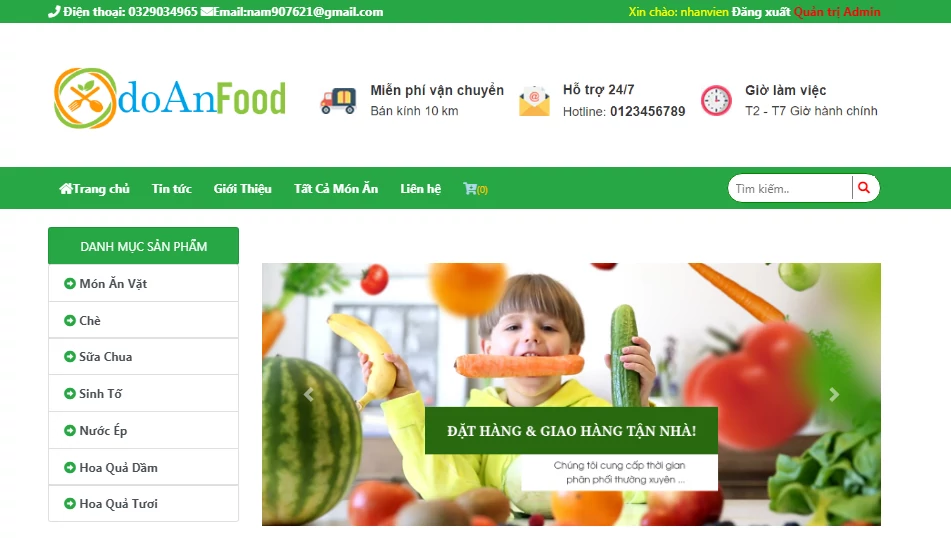 Điện thoại: 0329034965 Email:nam907621@gmail.com
Xin chào: nhanvien Đăng xuất Quản trị Admin
doAnFood
Miễn phí vận chuyển
Bán kính 10 km
Hỗ trợ 24/7
Hotline: 0123456789
Giờ làm việc
T2 - T7 Giờ hành chính
Trang chủ Tin tức Giới Thiệu Tất Cả Món Ăn Liên hệ (0)
Tìm kiếm..
DANH MỤC SẢN PHẨM
Món Ăn Vặt
Chè
Sữa Chua
Sinh Tố
Nước Ép
Hoa Quả Dầm
Hoa Quả Tươi
ĐẶT HÀNG & GIAO HÀNG TẬN NHÀ!
Chúng tôi cung cấp thời gian
phân phối thường xuyên ...